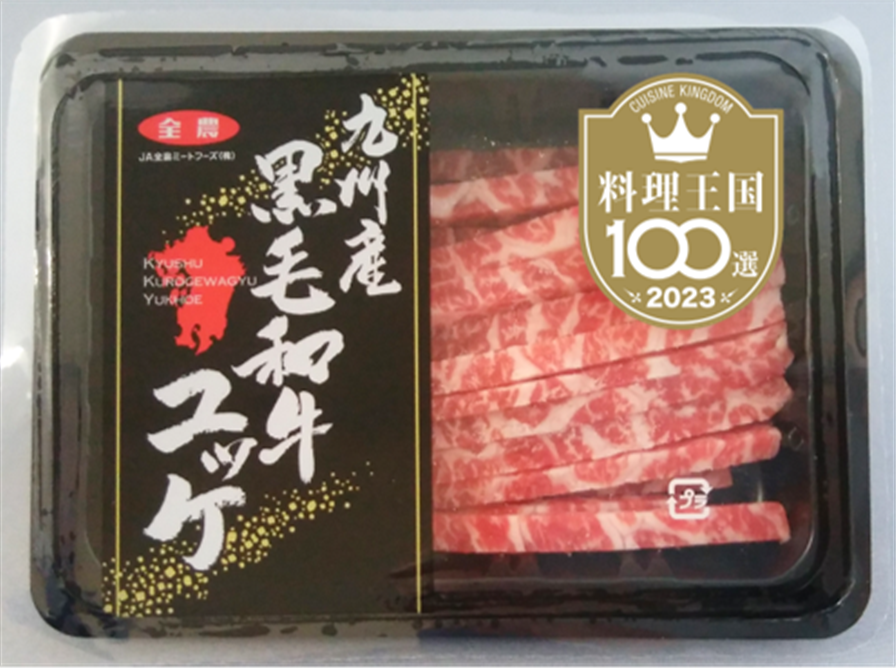 全農
JA全農ミートフーズ(株)
九州産
黒毛和牛
ユッケ
KYUSHU
KUROGEWAGYU
YUKHOE
CUISINE KINGDOM
料理王国
100選
2023
プラ